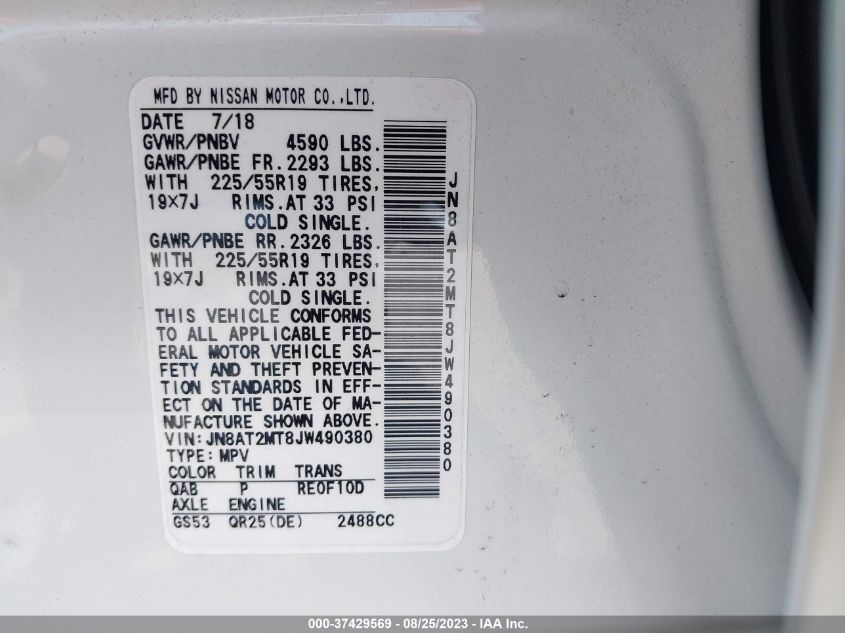 MFD BY NISSAN MOTOR CO.,LTD.
DATE 7/18
GVWR/PNBV 4590 LBS.
GAWR/PNBE FR. 2293 LBS.
WITH 225/55R19 TIRES,
19×7J RIMS. AT 33 PSI
COLD SINGLE.
GAWR/PNBE RR. 2326 LBS.
WITH 225/55R19 TIRES,
19×7J RIMS. AT 33 PSI
COLD SINGLE.
THIS VEHICLE CONFORMS
TO ALL APPLICABLE FED-
ERAL MOTOR VEHICLE SA-
FETY AND THEFT PREVEN-
TION STANDARDS IN EFF-
ECT ON THE DATE OF MA-
NUFACTURE SHOWN ABOVE.
VIN: JN8AT2MT8JW490380
TYPE: MPV
COLOR TRIM TRANS
QAB P RE0F10D
AXLE ENGINE
GS53 QR25(DE) 2488CC
JN8AT2MT8JW490380
000-37429569 - 08/25/2023 - IAA Inc.